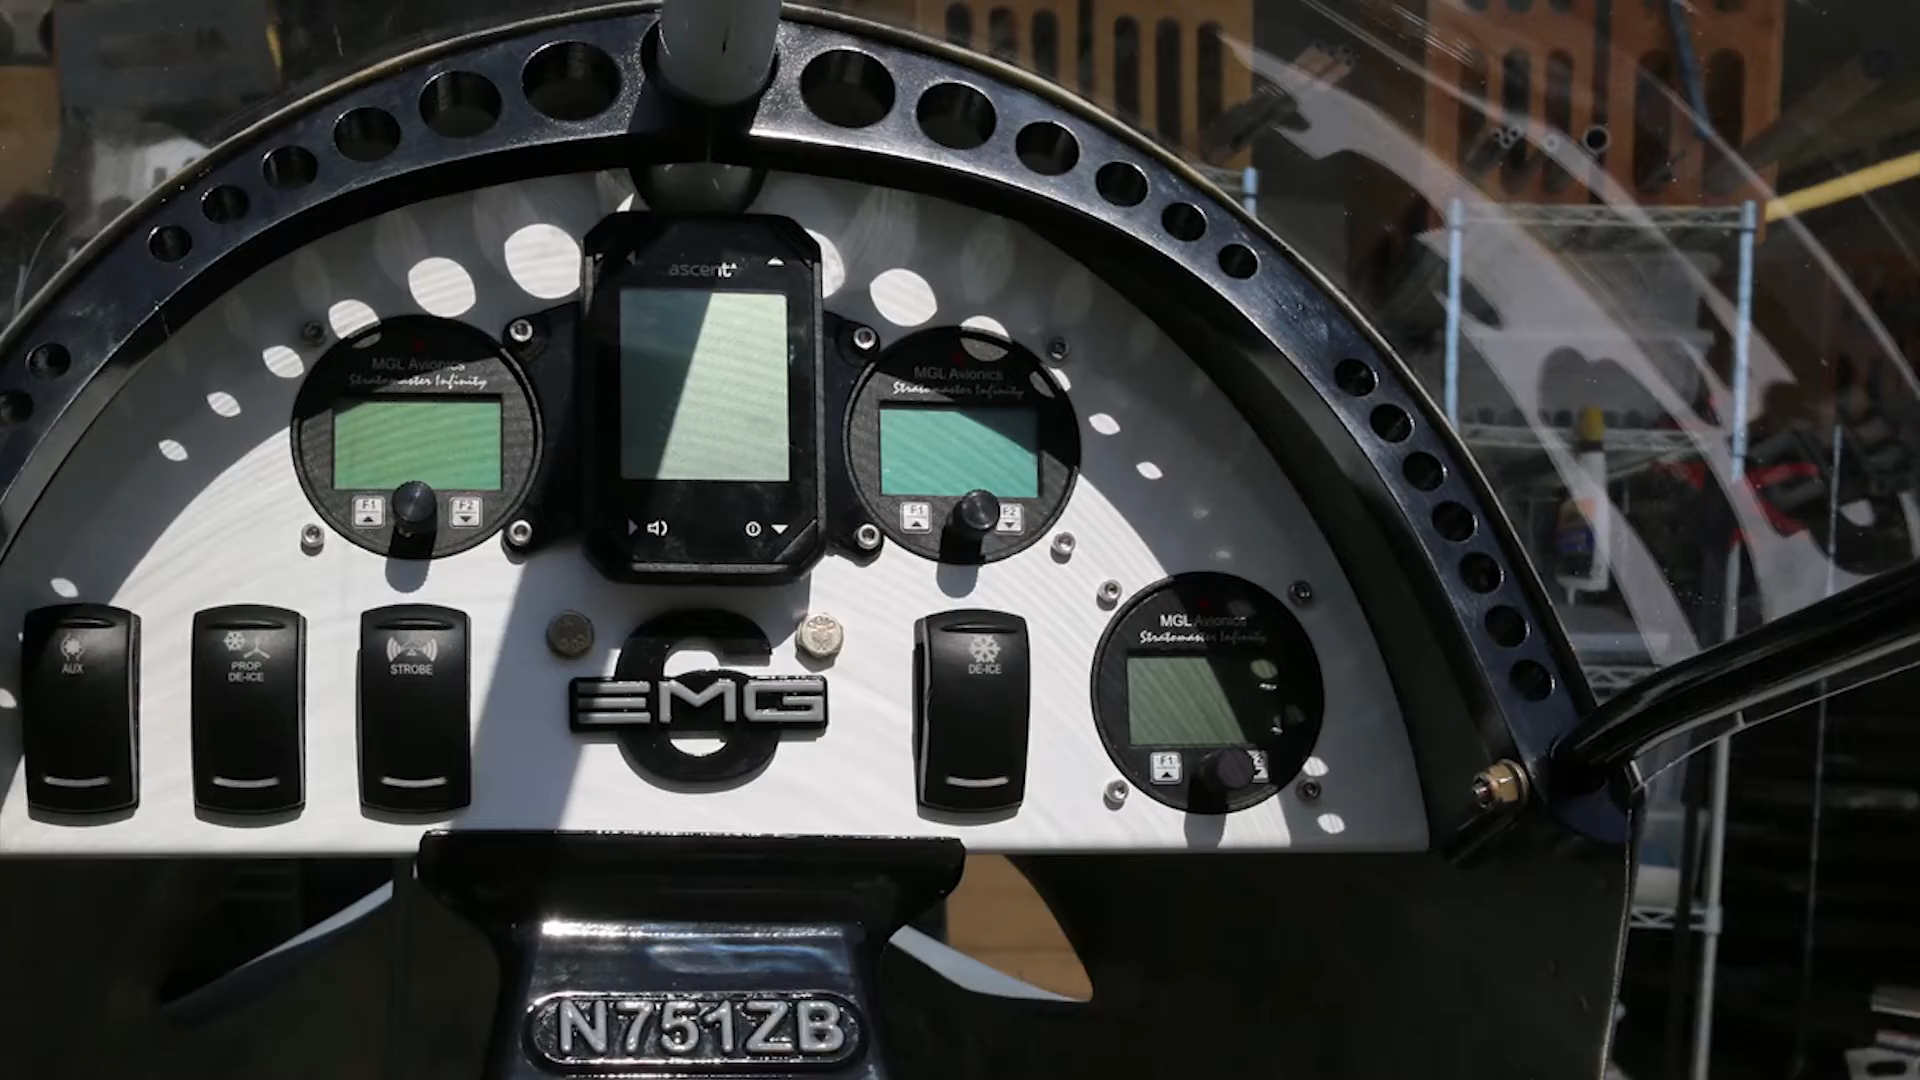 ascent
MGL Avionics
Stratomaster Infinity
F1
F2
MGL Avionics
Stratomaster Infinity
F1
F2
AUX
PROP
DE-ICE
STROBE
6
EMG
DE-ICE
MGL Avionics
Stratomaster Infinity
F1
N751ZB